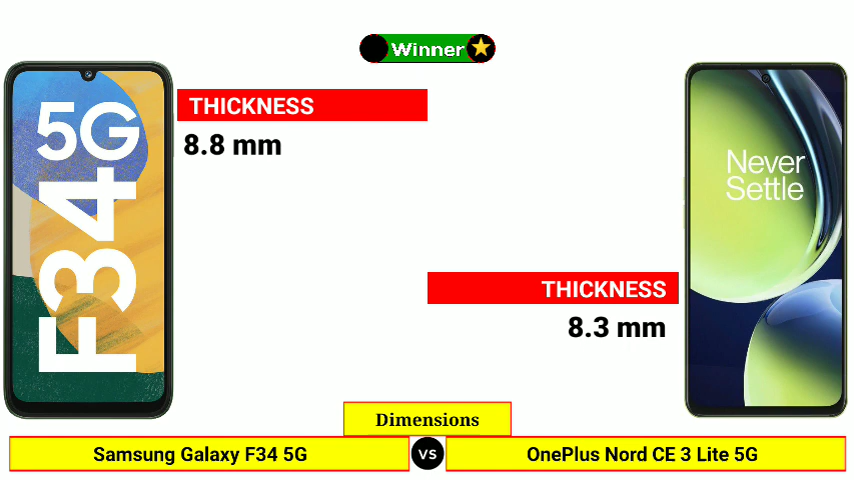 Winner
5G
F34
THICKNESS
8.8 mm
Never
Settle
THICKNESS
8.3 mm
Dimensions
Samsung Galaxy F34 5G
VS
OnePlus Nord CE 3 Lite 5G